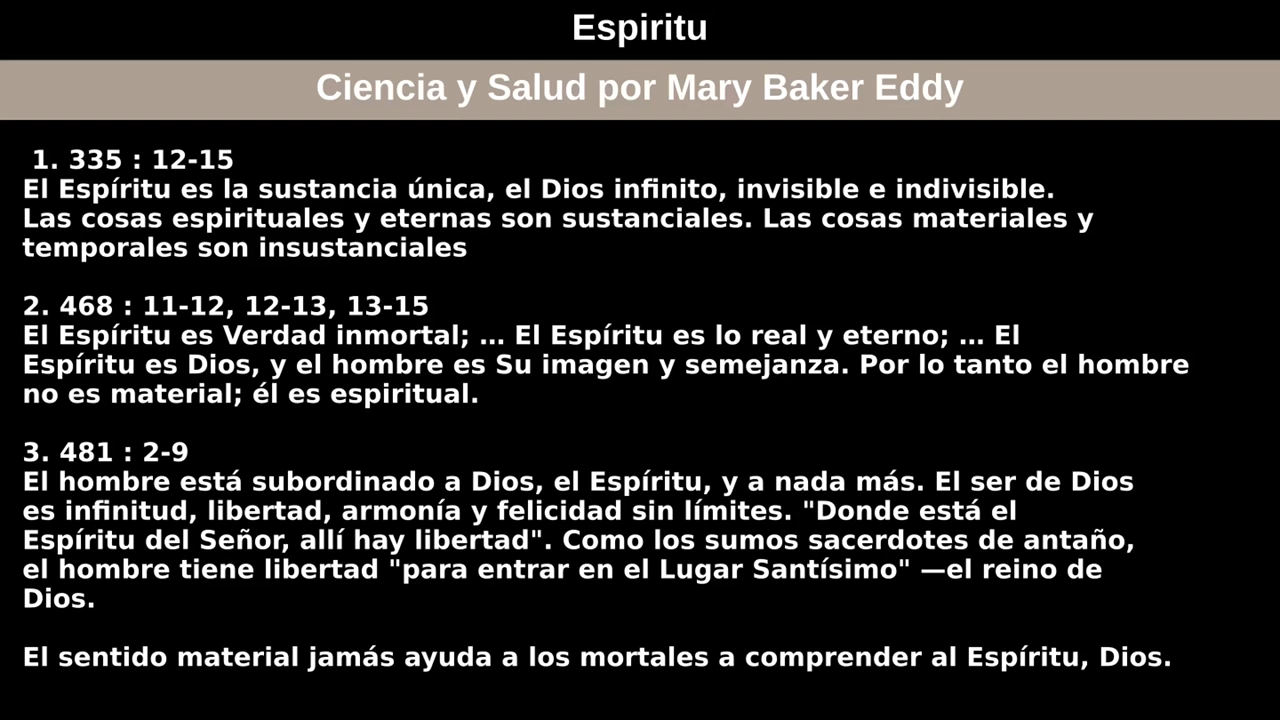 Espiritu
Ciencia y Salud por Mary Baker Eddy
1. 335 : 12-15
El Espíritu es la sustancia única, el Dios infinito, invisible e indivisible.
Las cosas espirituales y eternas son sustanciales. Las cosas materiales y
temporales son insustanciales
2. 468 : 11-12, 12-13, 13-15
El Espíritu es Verdad inmortal; … El Espíritu es lo real y eterno; … El
Espíritu es Dios, y el hombre es Su imagen y semejanza. Por lo tanto el hombre
no es material; él es espiritual.
3. 481 : 2-9
El hombre está subordinado a Dios, el Espíritu, y a nada más. El ser de Dios
es infinitud, libertad, armonía y felicidad sin límites. "Donde está el
Espíritu del Señor, allí hay libertad". Como los sumos sacerdotes de antaño,
el hombre tiene libertad "para entrar en el Lugar Santísimo" —el reino de
Dios.
El sentido material jamás ayuda a los mortales a comprender al Espíritu, Dios.